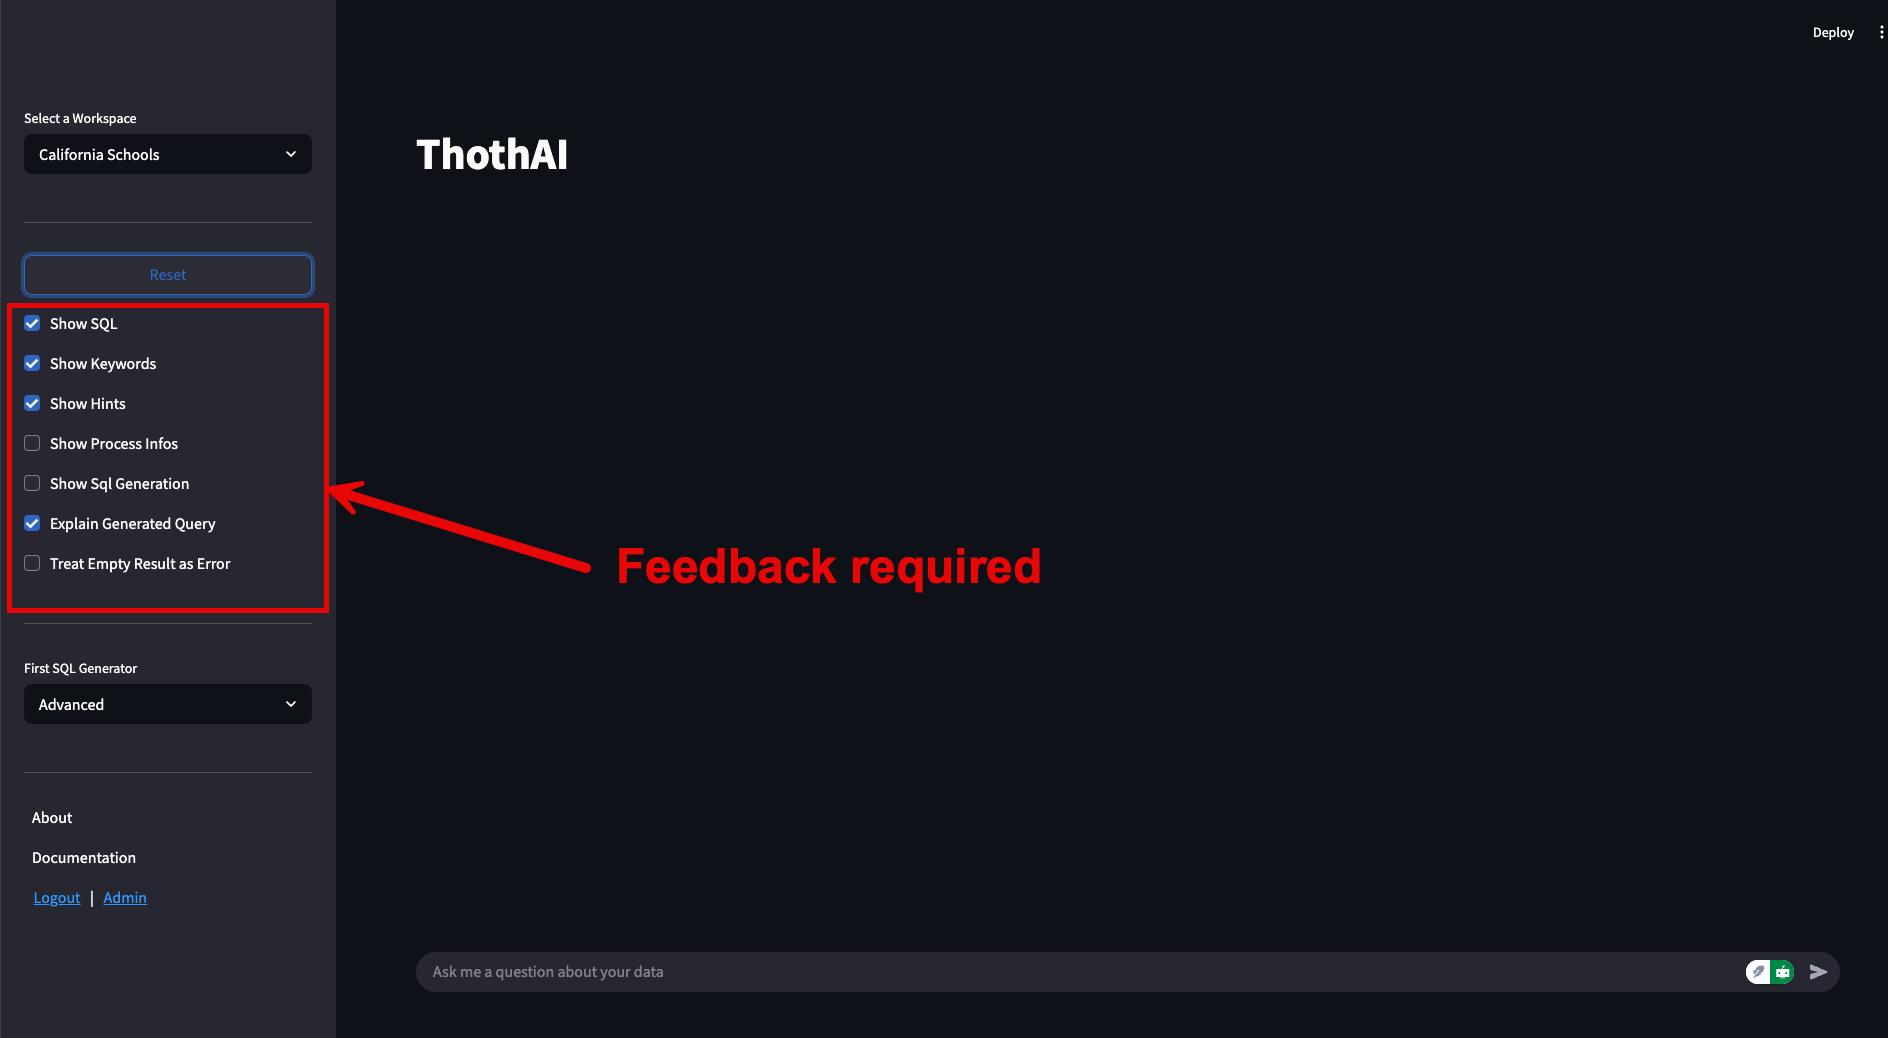 Deploy
Select a Workspace
California Schools
ThothAI
Reset
Show SQL
Show Keywords
Show Hints
Show Process Infos
Show Sql Generation
Explain Generated Query
Treat Empty Result as Error
Feedback required
First SQL Generator
Advanced
About
Documentation
Logout | Admin
Ask me a question about your data